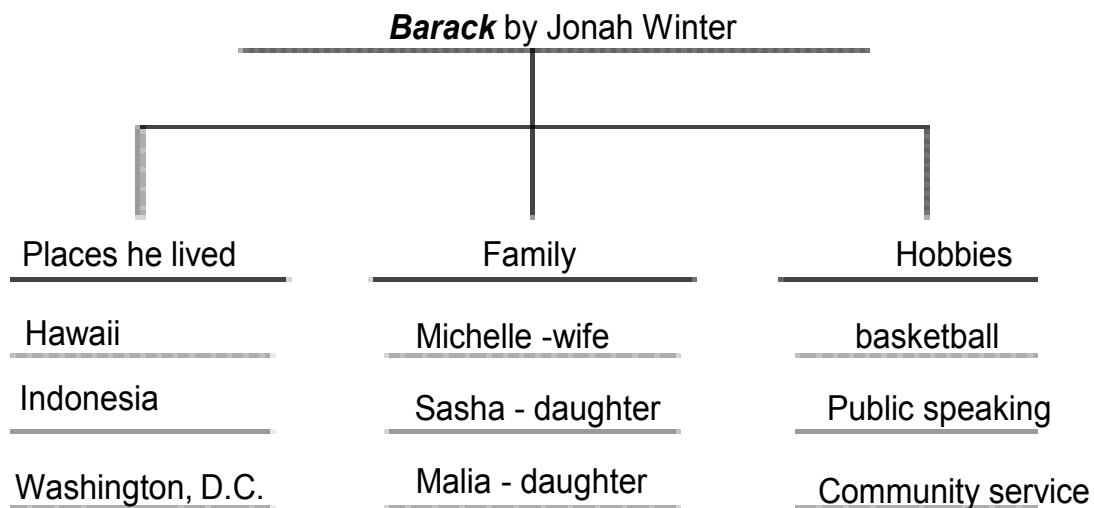 Barack by Jonah Winter
Places he lived
Family
Hobbies
Hawaii
Michelle -wife
basketball
Indonesia
Sasha - daughter
Public speaking
Washington, D.C.
Malia - daughter
Community service